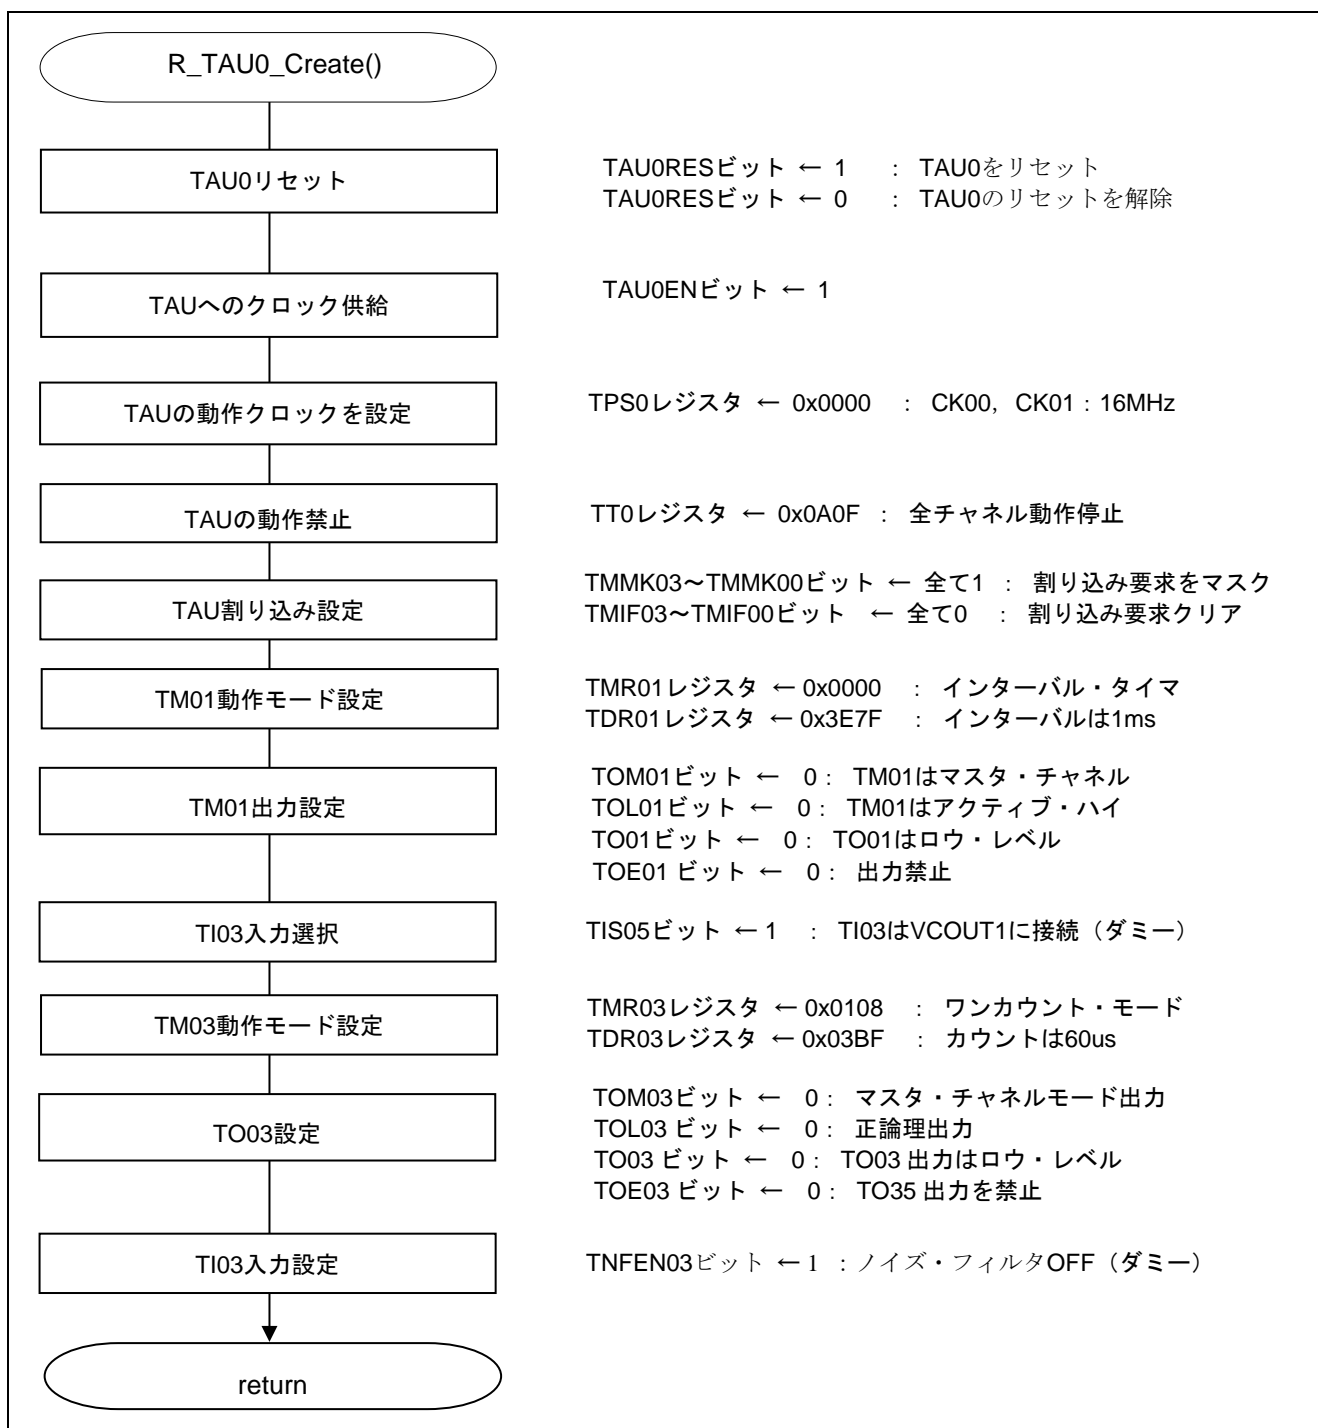 R_TAU0_Create()
TAU0リセット
TAU0RESビット ← 1 : TAU0をリセット
TAU0RESビット ← 0 : TAU0のリセットを解除
TAUへのクロック供給
TAU0ENビット ← 1
TAUの動作クロックを設定
TPS0レジスタ ← 0x0000 : CK00，CK01：16MHz
TAUの動作禁止
TT0レジスタ ← 0x0A0F : 全チャネル動作停止
TAU割り込み設定
TMMK03～TMMK00ビット ← 全て1 : 割り込み要求をマスク
TMIF03～TMIF00ビット ← 全て0 : 割り込み要求クリア
TM01動作モード設定
TMR01レジスタ ← 0x0000 : インターバル・タイマ
TDR01レジスタ ← 0x3E7F : インターバルは1ms
TM01出力設定
TOM01ビット ← 0： TM01はマスタ・チャネル
TOL01ビット ← 0： TM01はアクティブ・ハイ
TO01ビット ← 0： TO01はロウ・レベル
TOE01 ビット ← 0： 出力禁止
TI03入力選択
TIS05ビット ← 1 : TI03はVCOUT1に接続（ダミー）
TM03動作モード設定
TMR03レジスタ ← 0x0108 : ワンカウント・モード
TDR03レジスタ ← 0x03BF : カウントは60us
TO03設定
TOM03ビット ← 0： マスタ・チャネルモード出力
TOL03 ビット ← 0： 正論理出力
TO03 ビット ← 0： TO03 出力はロウ・レベル
TOE03 ビット ← 0： TO35 出力を禁止
TI03入力設定
TNFEN03ビット ← 1 ：ノイズ・フィルタOFF（ダミー）
return